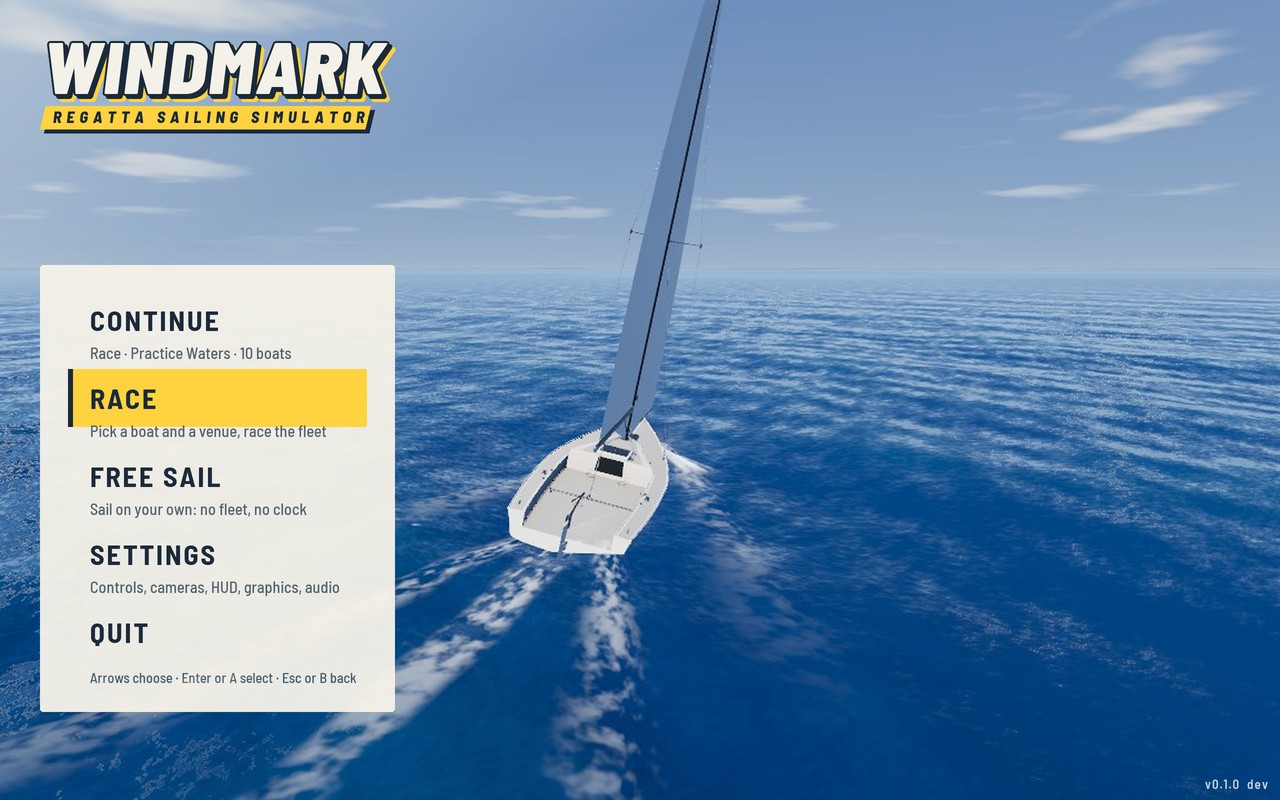 WINDMARK
REGATTA SAILING SIMULATOR
CONTINUE
Race · Practice Waters · 10 boats
RACE
Pick a boat and a venue, race the fleet
FREE SAIL
Sail on your own: no fleet, no clock
SETTINGS
Controls, cameras, HUD, graphics, audio
QUIT
Arrows choose · Enter or A select · Esc or B back
v0.1.0 dev